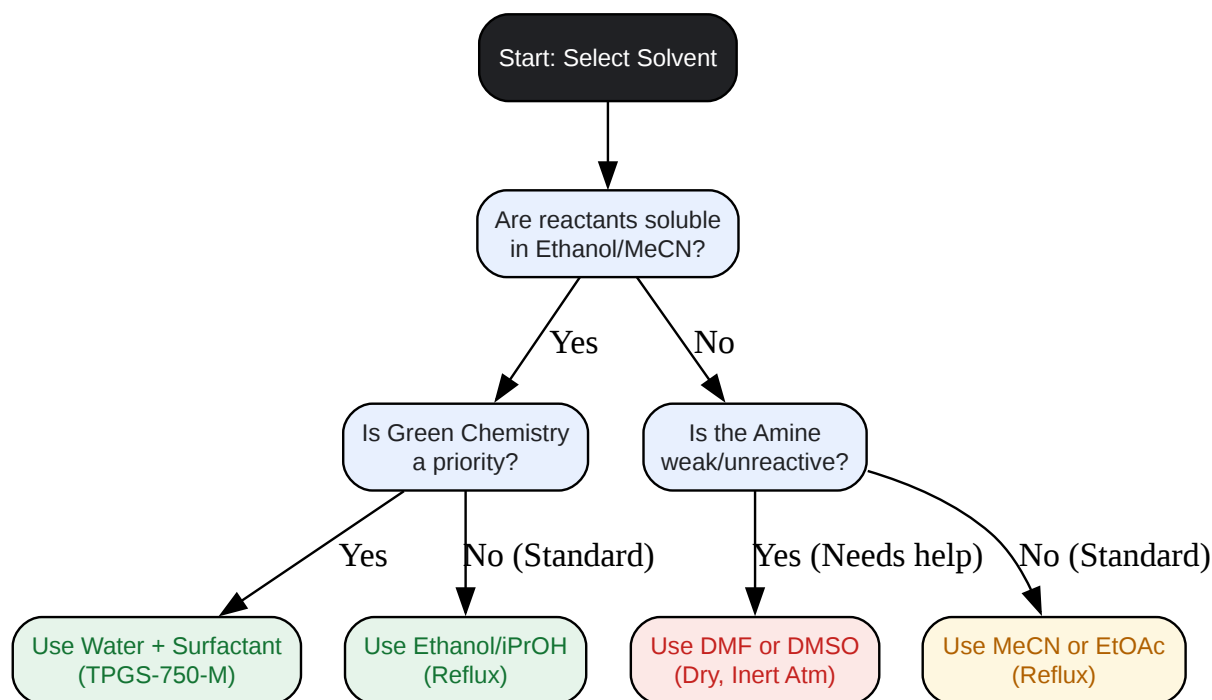 Start: Select Solvent
Are reactants soluble
in Ethanol/MeCN?
Yes
No
Is Green Chemistry
a priority?
Is the Amine
weak/unreactive?
Yes
No (Standard)
Yes (Needs help)
No (Standard)
Use Water + Surfactant
(TPGS-750-M)
Use Ethanol/iPrOH
(Reflux)
Use DMF or DMSO
(Dry, Inert Atm)
Use MeCN or EtOAc
(Reflux)